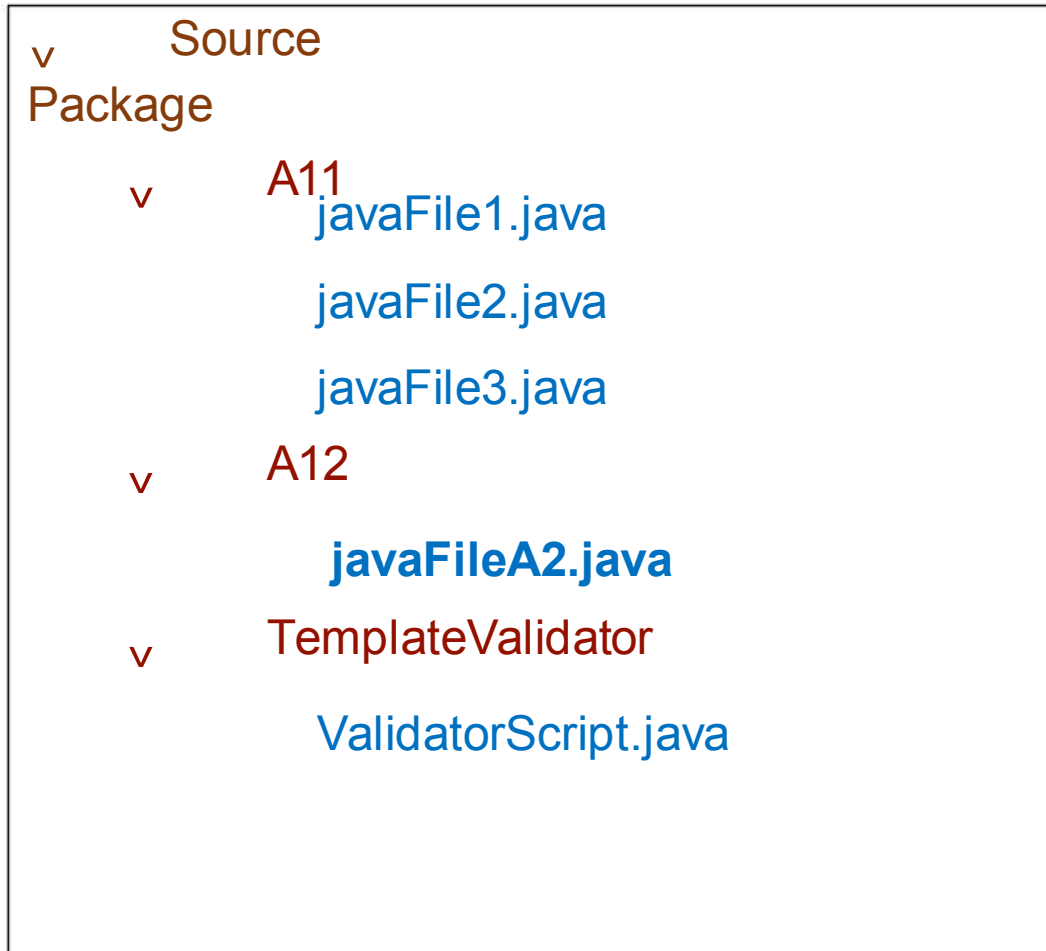 v Source
Package
v A11
javaFile1.java
javaFile2.java
javaFile3.java
v A12
javaFileA2.java
v TemplateValidator
ValidatorScript.java